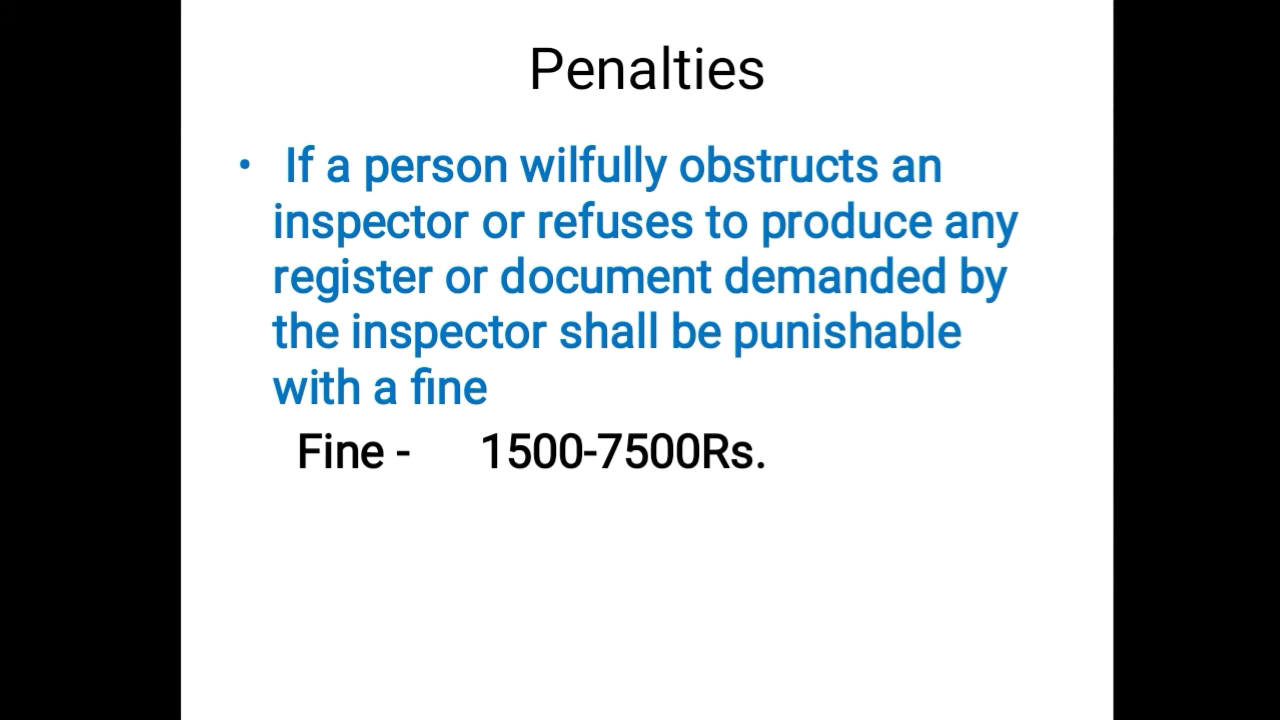 Penalties
• If a person wilfully obstructs an
inspector or refuses to produce any
register or document demanded by
the inspector shall be punishable
with a fine
Fine - 1500-7500Rs.